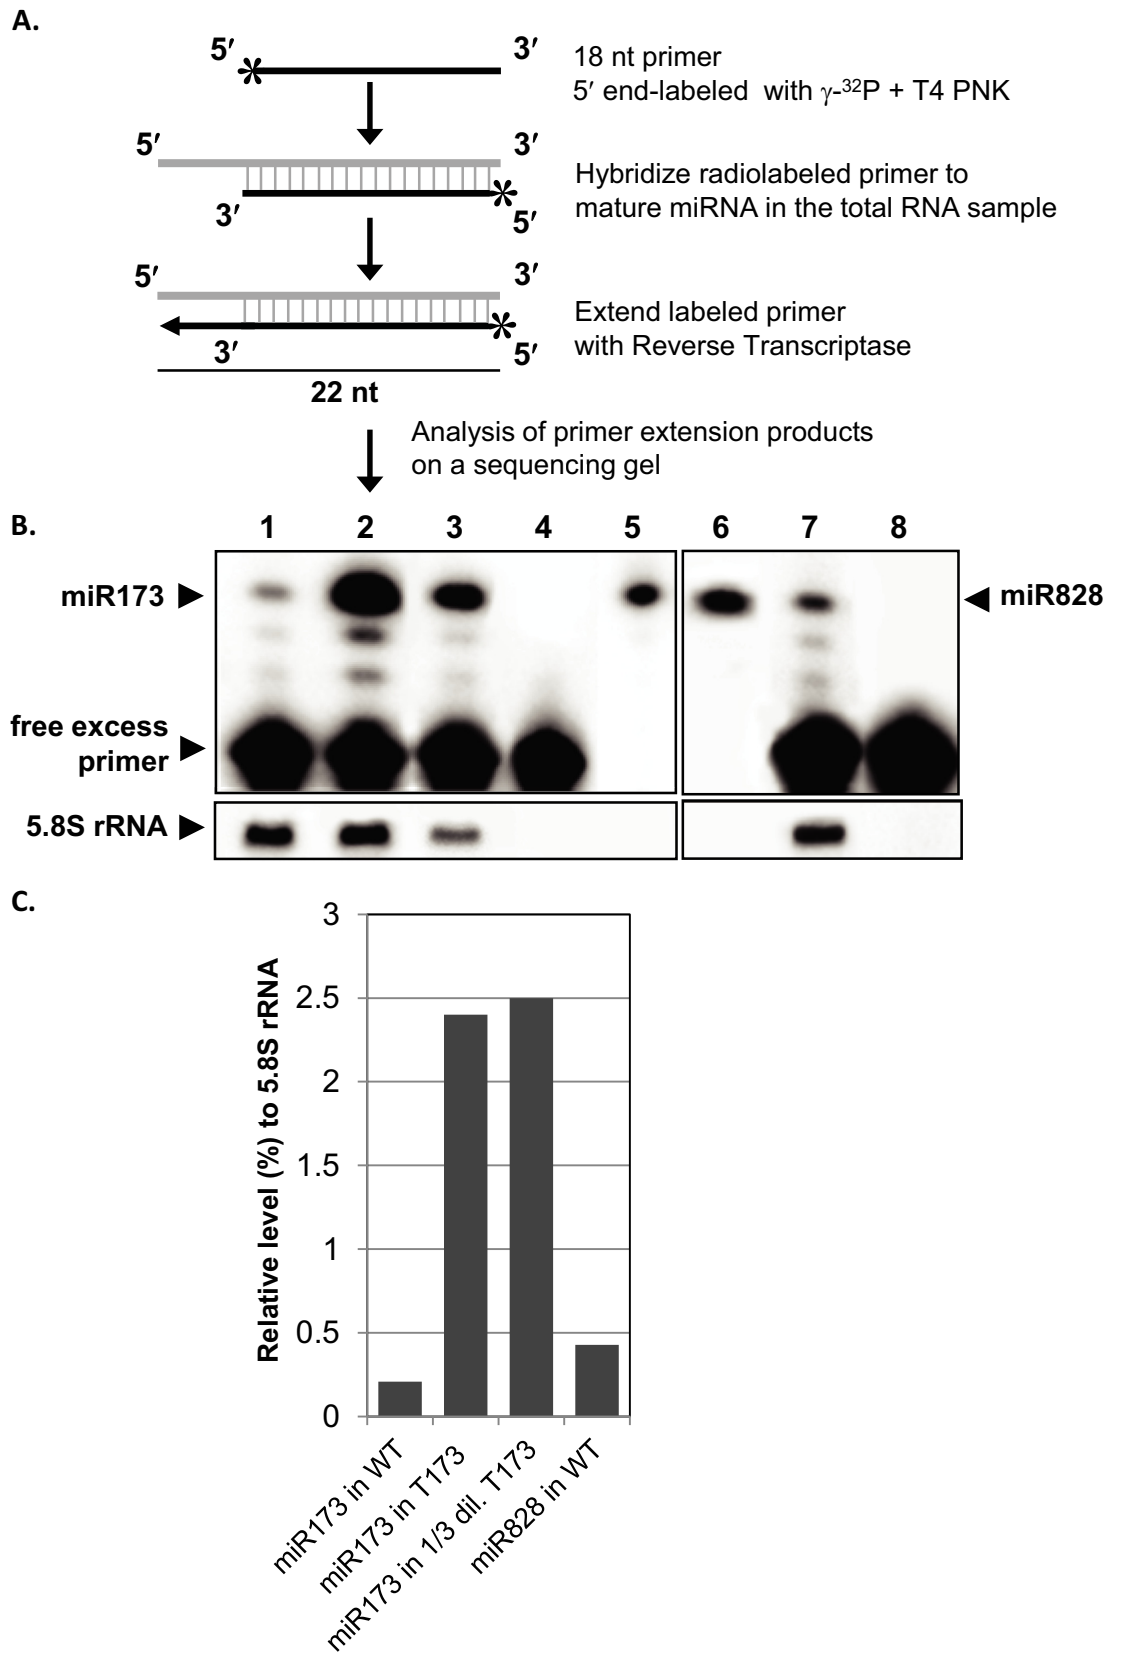 A.
5′ 3′
18 nt primer
5′ end-labeled with γ-³²P + T4 PNK
5′ 3′
Hybridize radiolabeled primer to
mature miRNA in the total RNA sample
3′ 5′
5′ 3′
Extend labeled primer
with Reverse Transcriptase
3′ 5′
22 nt
Analysis of primer extension products
on a sequencing gel
B.
1 2 3 4 5 6 7 8
miR173
miR828
free excess
primer
5.8S rRNA
C.
Relative level (%) to 5.8S rRNA
3
2.5
2
1.5
1
0.5
0
miR173 in WT
miR173 in T173
miR173 in 1/3 dil. T173
miR828 in WT